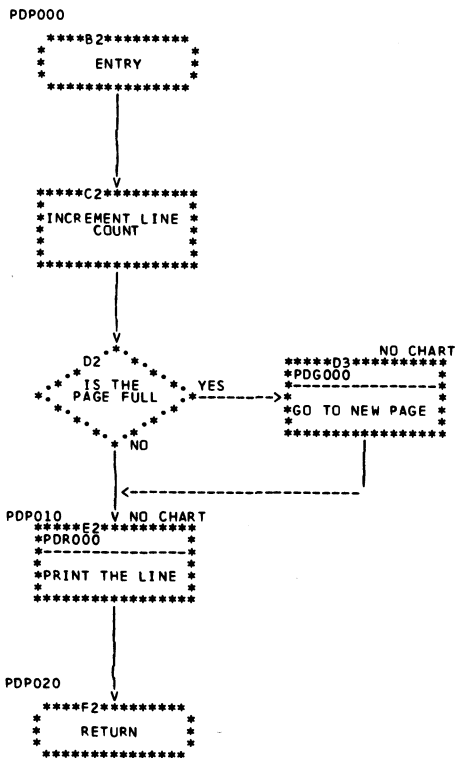 PDP000
****B2*********
ENTRY
*****C2**********
INCREMENT LINE
COUNT
D2
IS THE
PAGE FULL
YES
NO
NO CHART
*****D3**********
*PDG000
*GO TO NEW PAGE *
PDP010
NO CHART
*****E2**********
*PDR000
*PRINT THE LINE *
PDP020
****F2*********
RETURN